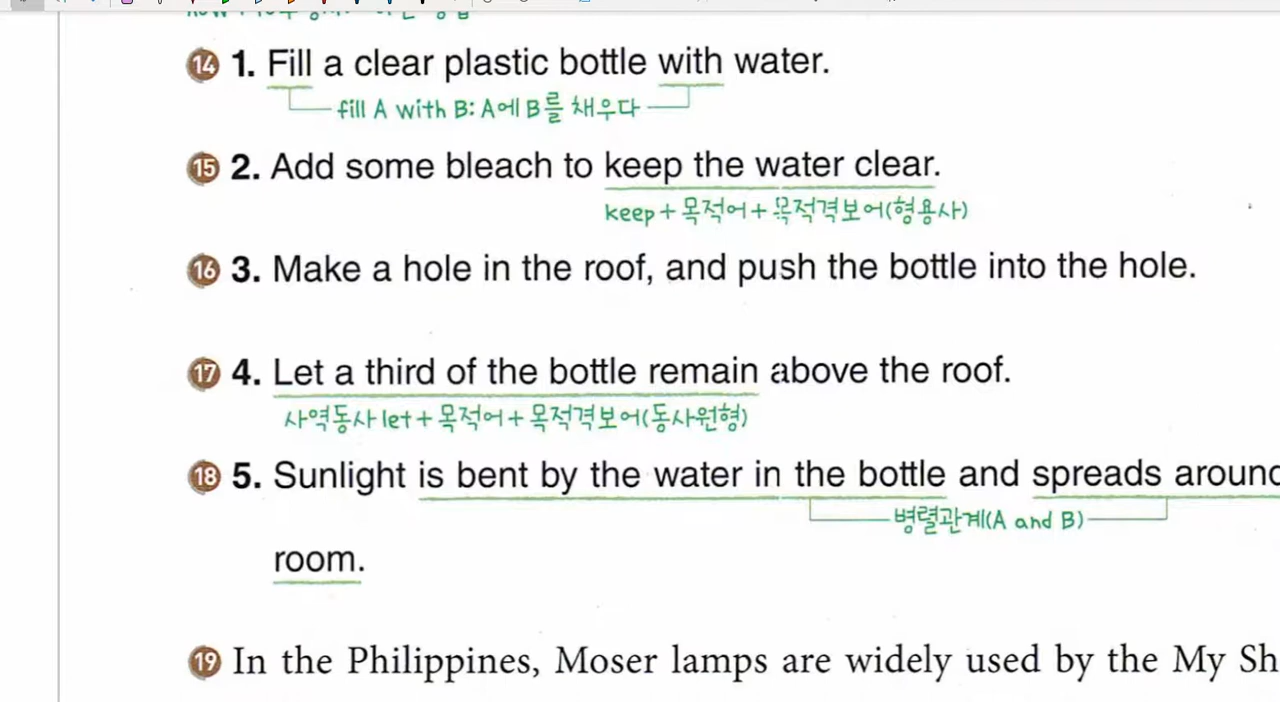 14 1. Fill a clear plastic bottle with water.
fill A with B: A에 B를 채우다
15 2. Add some bleach to keep the water clear.
keep + 목적어 + 목적격보어(형용사)
16 3. Make a hole in the roof, and push the bottle into the hole.
17 4. Let a third of the bottle remain above the roof.
사역동사 let + 목적어 + 목적격보어(동사원형)
18 5. Sunlight is bent by the water in the bottle and spreads around
병렬관계(A and B)
room.
19 In the Philippines, Moser lamps are widely used by the My